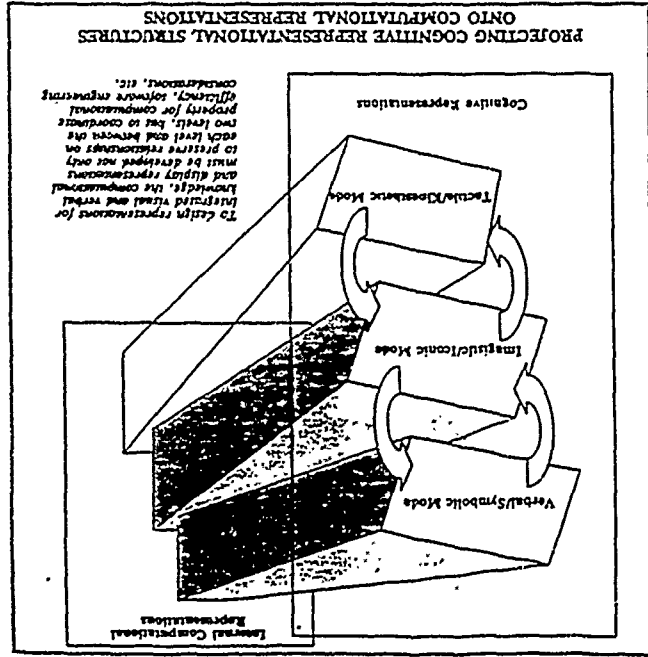 Internal Computational
Representations
Verbal/Symbolic Mode
Imagistic/Iconic Mode
Tactile/Kinesthetic Mode
Cognitive Representations
To design representations for
integrated visual and verbal
knowledge, the computational
and display representations
must be developed not only
to preserve relationships on
each level and between the
two levels, but to coordinate
property for computational
efficiency, software engineering
considerations, etc.
PROJECTING COGNITIVE REPRESENTATIONAL STRUCTURES
ONTO COMPUTATIONAL REPRESENTATIONS